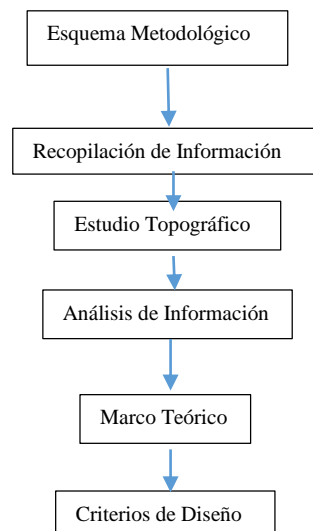 Esquema Metodológico
Recopilación de Información
Estudio Topográfico
Análisis de Información
Marco Teórico
Criterios de Diseño